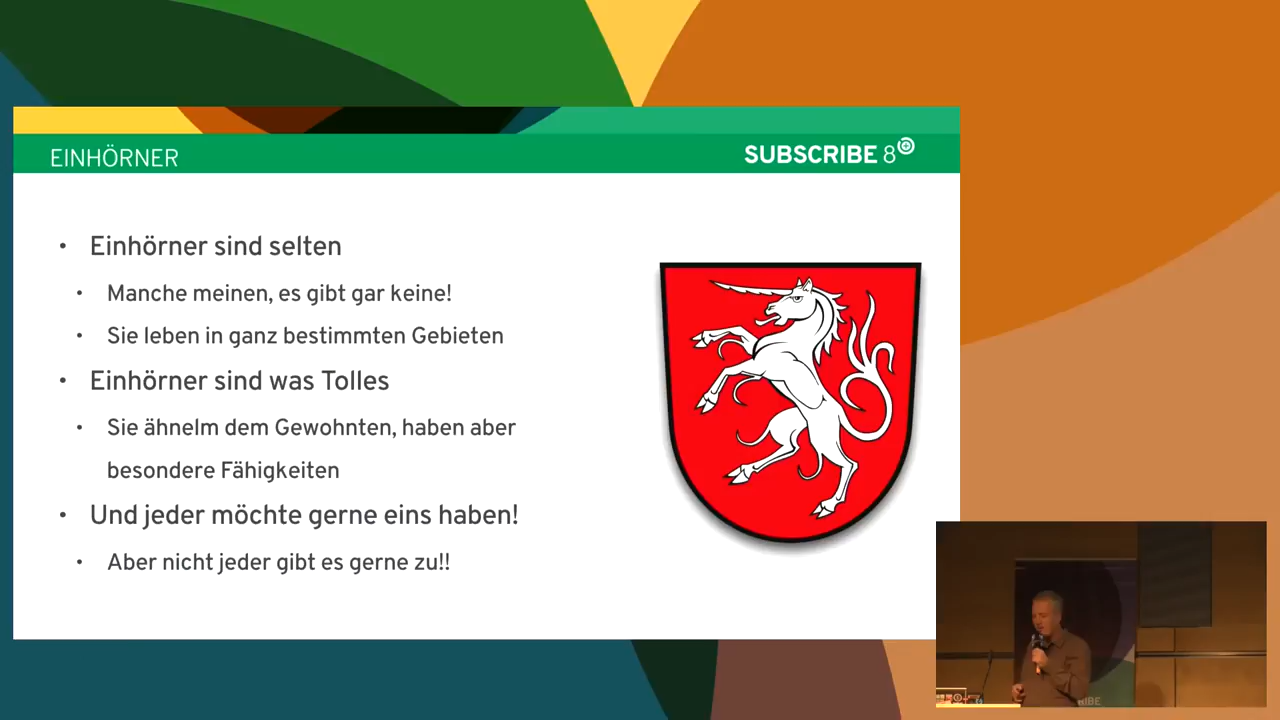 EINHÖRNER
SUBSCRIBE 8
• Einhörner sind selten
• Manche meinen, es gibt gar keine!
• Sie leben in ganz bestimmten Gebieten
• Einhörner sind was Tolles
• Sie ähnelm dem Gewohnten, haben aber
besondere Fähigkeiten
• Und jeder möchte gerne eins haben!
• Aber nicht jeder gibt es gerne zu!!
RIBE